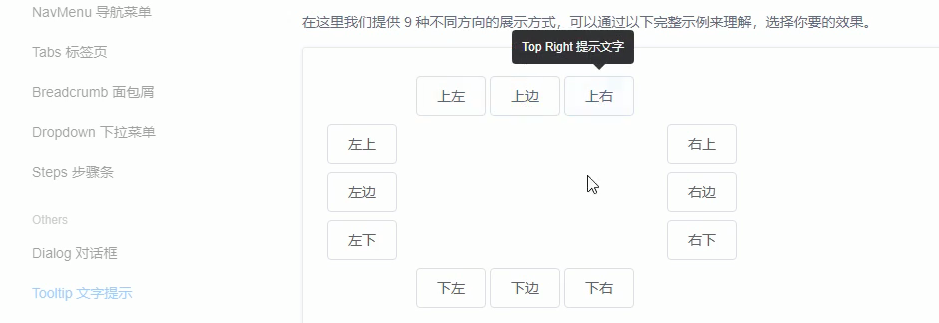 NavMenu 导航菜单
Tabs 标签页
Breadcrumb 面包屑
Dropdown 下拉菜单
Steps 步骤条
Others
Dialog 对话框
Tooltip 文字提示
在这里我们提供 9 种不同方向的展示方式，可以通过以下完整示例来理解，选择你要的效果。
Top Right 提示文字
上左 上边 上右
左上 右上
左边 右边
左下 右下
下左 下边 下右